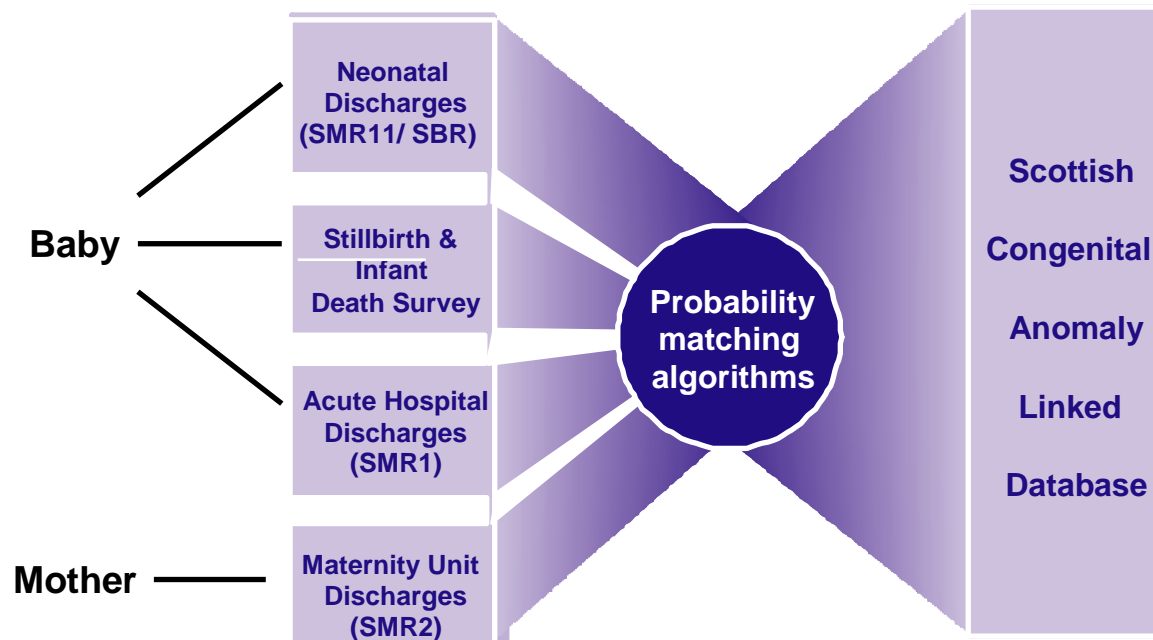 Baby
Mother
Neonatal
Discharges
(SMR11/ SBR)
Stillbirth &
Infant
Death Survey
Acute Hospital
Discharges
(SMR1)
Maternity Unit
Discharges
(SMR2)
Probability
matching
algorithms
Scottish
Congenital
Anomaly
Linked
Database